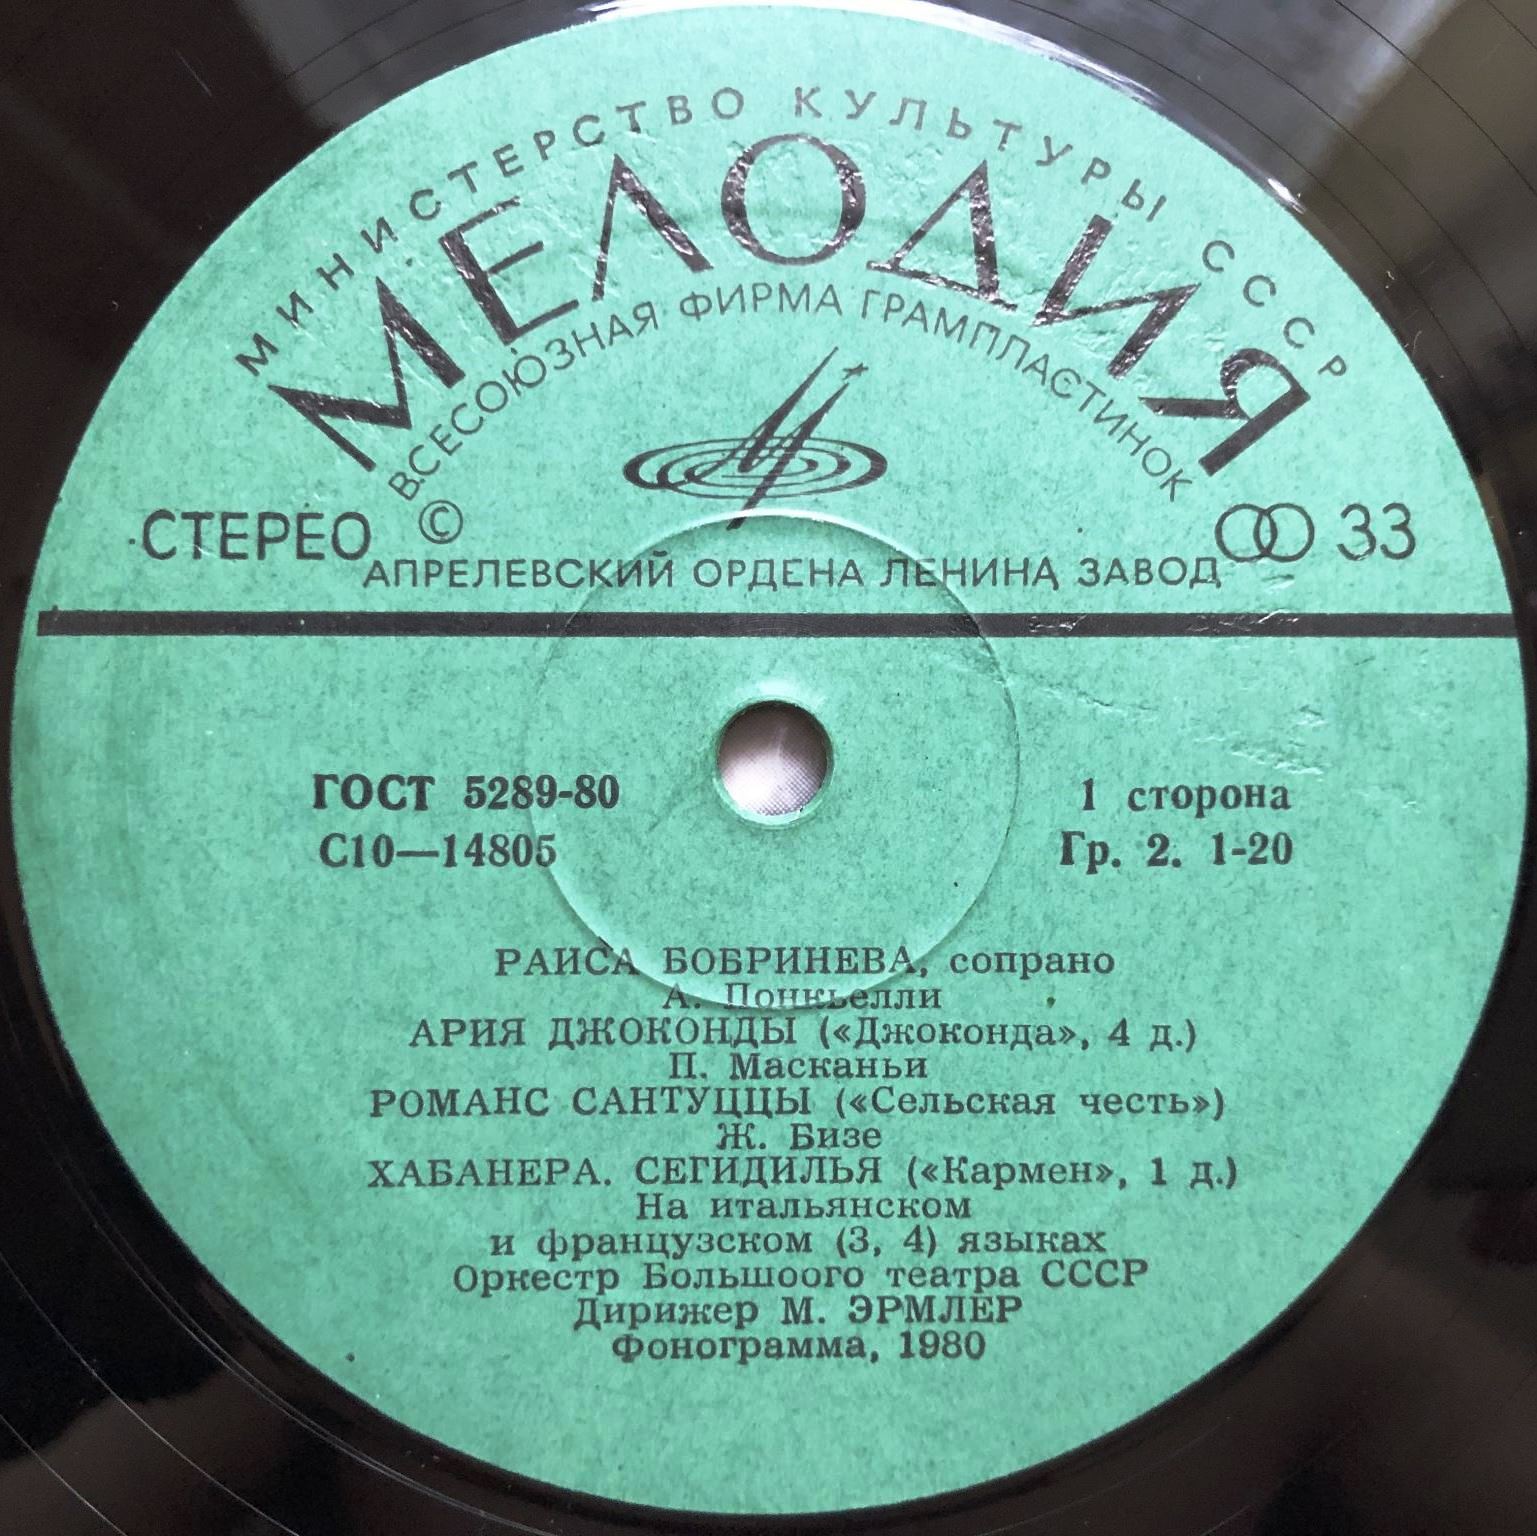 МИНИСТЕРСТВО КУЛЬТУРЫ СССР
МЕЛОДИЯ
ВСЕСОЮЗНАЯ ФИРМА ГРАМПЛАСТИНОК
СТЕРЕО © 33
АПРЕЛЕВСКИЙ ОРДЕНА ЛЕНИНА ЗАВОД
ГОСТ 5289-80 1 сторона
С10—14805 Гр. 2. 1-20
РАИСА БОБРИНЕВА, сопрано
А. Понкьелли
АРИЯ ДЖОКОНДЫ («Джоконда», 4 д.)
П. Масканьи
РОМАНС САНТУЦЦЫ («Сельская честь»)
Ж. Бизе
ХАБАНЕРА. СЕГИДИЛЬЯ («Кармен», 1 д.)
На итальянском
и французском (3, 4) языках
Оркестр Большоого театра СССР
Дирижер М. ЭРМЛЕР
Фонограмма, 1980